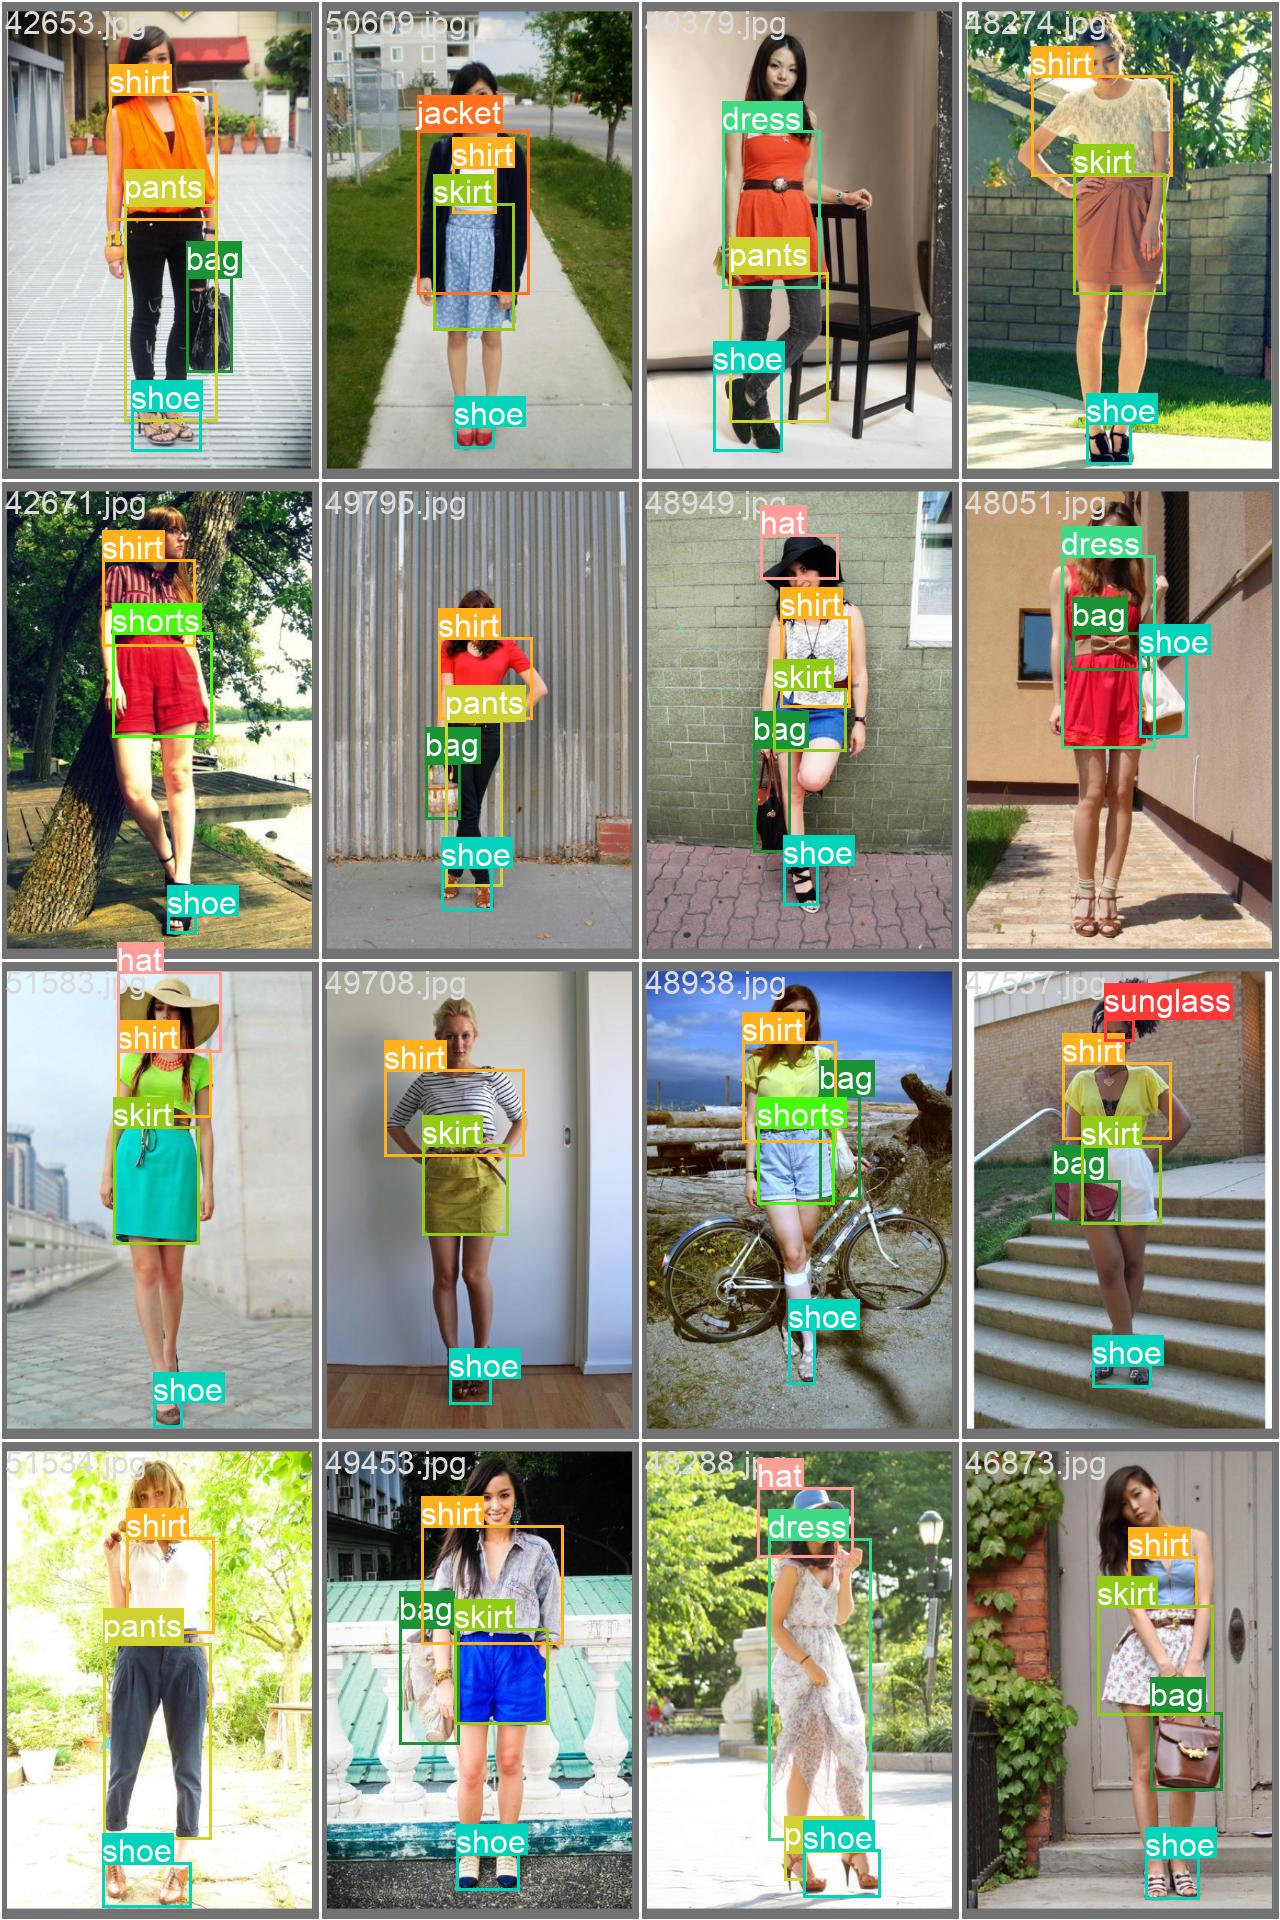 42653.jpg
shirt
pants
bag
shoe
50609.jpg
jacket
shirt
skirt
shoe
49379.jpg
dress
pants
shoe
48274.jpg
shirt
skirt
shoe
42671.jpg
shirt
shorts
shoe
49795.jpg
shirt
pants
bag
shoe
48949.jpg
hat
shirt
skirt
bag
shoe
48051.jpg
dress
bag
shoe
51583.jpg
hat
shirt
skirt
shoe
49708.jpg
shirt
skirt
shoe
48938.jpg
shirt
bag
shorts
shoe
47557.jpg
sunglass
shirt
skirt
bag
shoe
51534.jpg
shirt
pants
shoe
49453.jpg
shirt
bag
skirt
shoe
48288.jpg
hat
dress
p
shoe
46873.jpg
shirt
skirt
bag
shoe